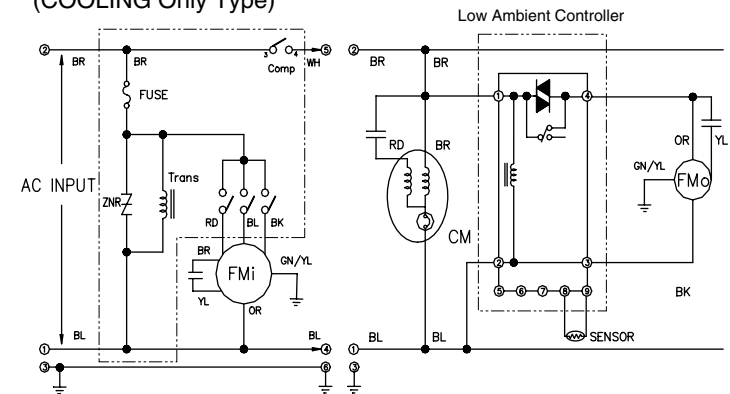 (COOLING Only Type)
Low Ambient Controller
2
BR
BR
3
4
5
Comp
WH
2
BR
BR
FUSE
1
4
RD
BR
OR
YL
GN/YL
FMo
AC INPUT
ZNR
Trans
RD
BL
BK
CM
BR
FMi
GN/YL
YL
OR
2
3
5
6
7
8
9
BK
SENSOR
BL
BL
BL
BL
1
4
1
3
6
3